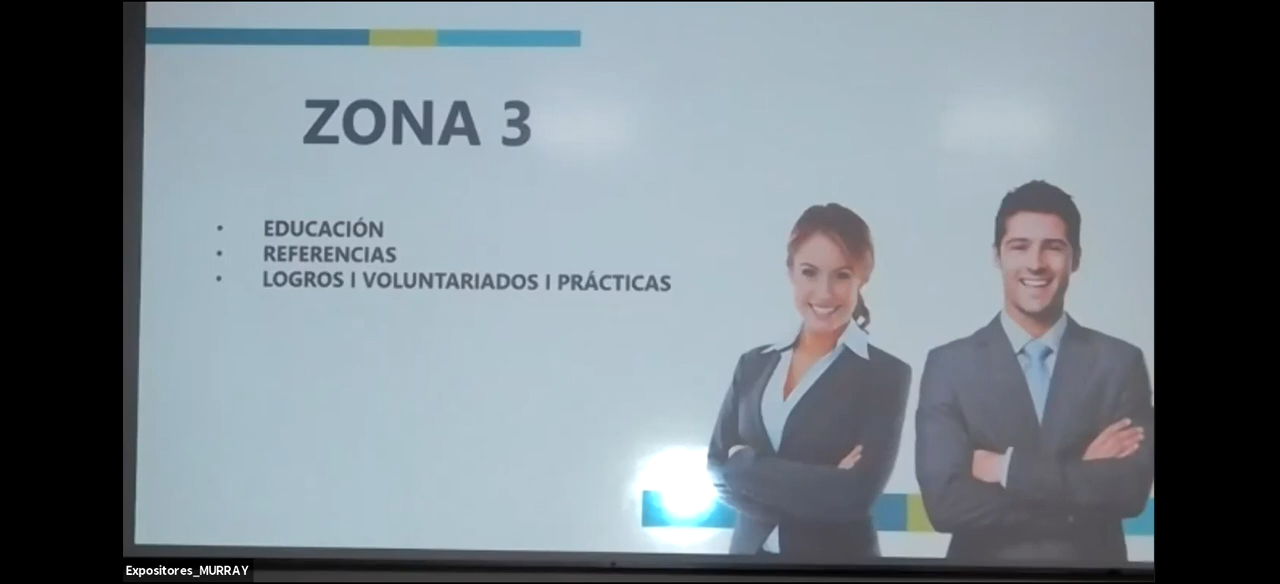 ZONA 3
• EDUCACIÓN
• REFERENCIAS
• LOGROS I VOLUNTARIADOS I PRÁCTICAS
Expositores_MURRAY